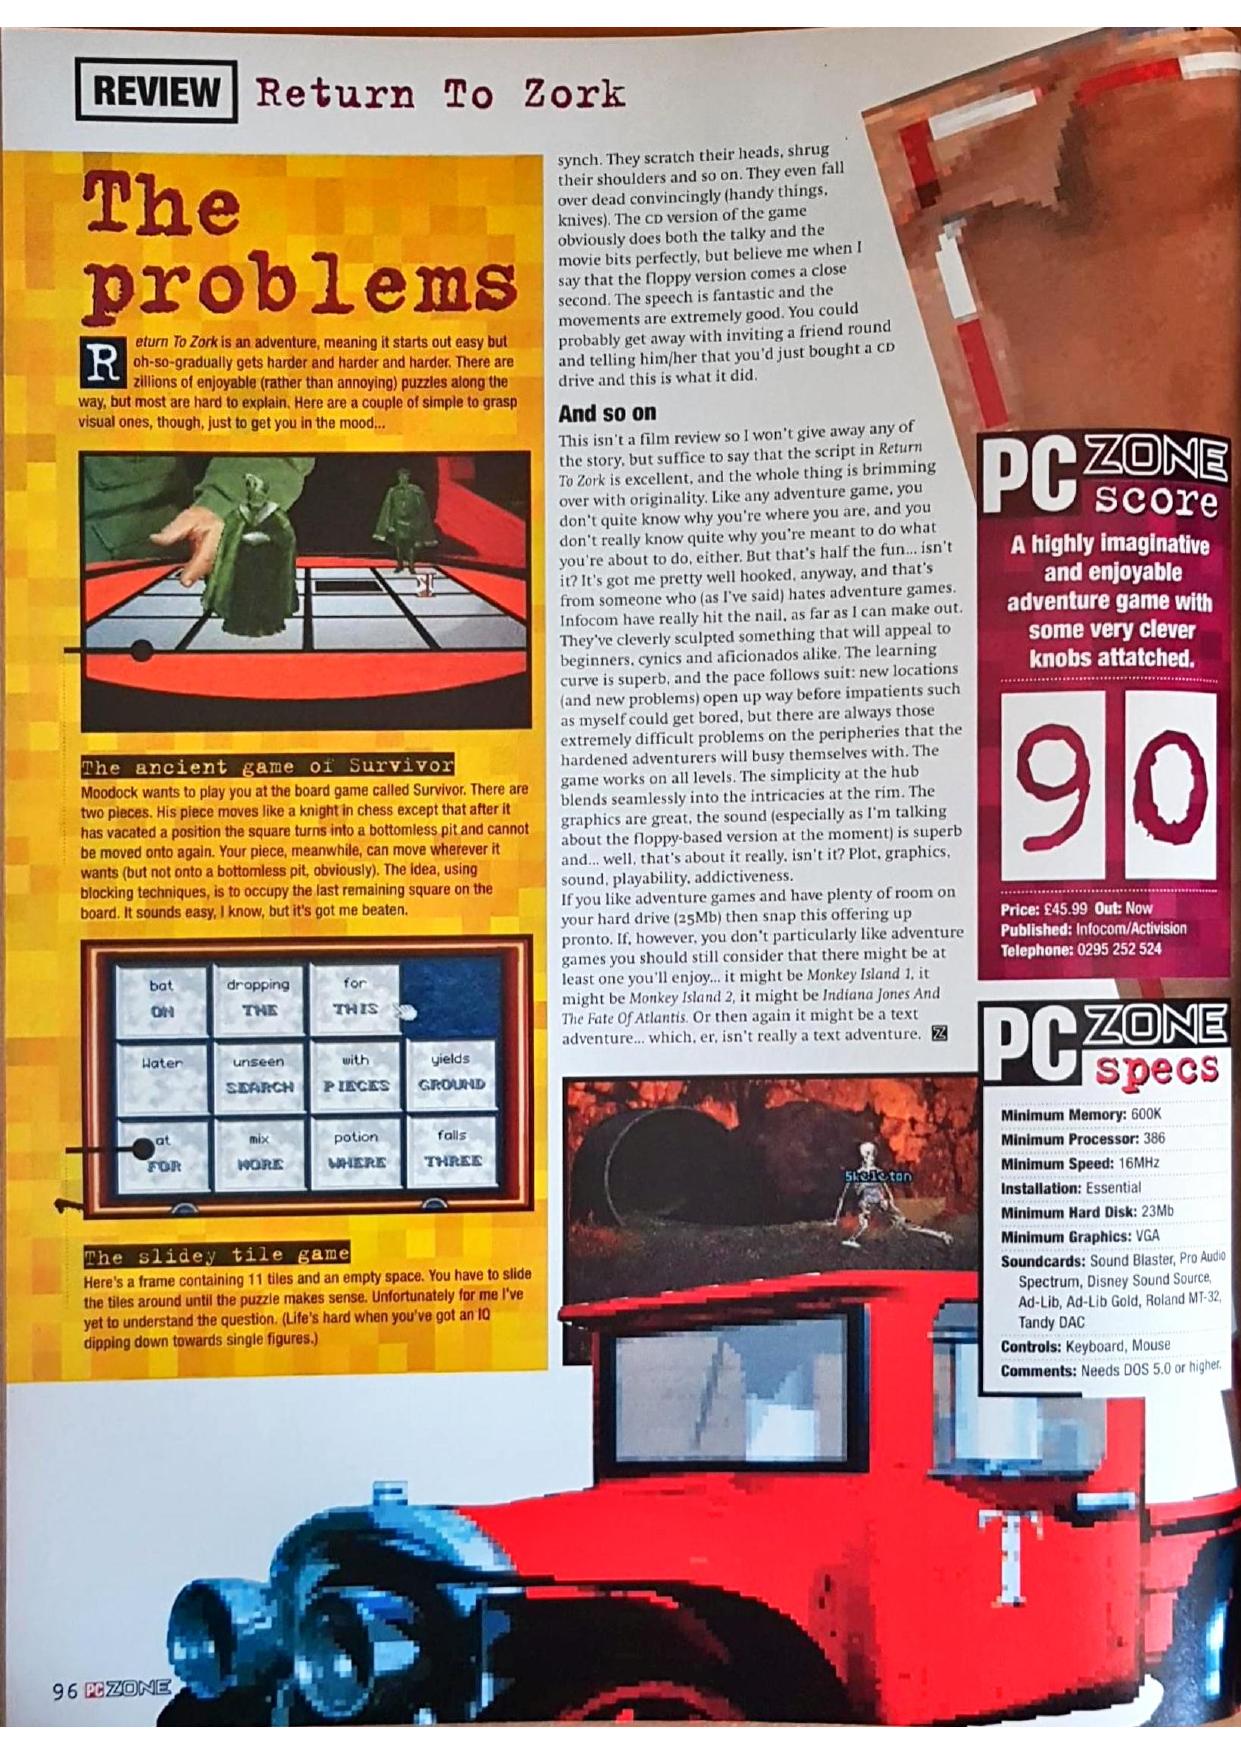 REVIEW Return To Zork
The
problems
Return To Zork is an adventure, meaning it starts out easy but
oh-so-gradually gets harder and harder and harder. There are
zillions of enjoyable (rather than annoying) puzzles along the
way, but most are hard to explain. Here are a couple of simple to grasp
visual ones, though, just to get you in the mood...
The ancient game of Survivor
Moodock wants to play you at the board game called Survivor. There are
two pieces. His piece moves like a knight in chess except that after it
has vacated a position the square turns into a bottomless pit and cannot
be moved onto again. Your piece, meanwhile, can move wherever it
wants (but not onto a bottomless pit, obviously). The idea, using
blocking techniques, is to occupy the last remaining square on the
board. It sounds easy, I know, but it's got me beaten.
bat dropping for
ON THE THIS
Water unseen with yields
SEARCH PIECES GROUND
at mix potion falls
FOR MORE WHERE THREE
The slidey tile game
Here's a frame containing 11 tiles and an empty space. You have to slide
the tiles around until the puzzle makes sense. Unfortunately for me I've
yet to understand the question. (Life's hard when you've got an IQ
dipping down towards single figures.)
synch. They scratch their heads, shrug
their shoulders and so on. They even fall
over dead convincingly (handy things,
knives). The CD version of the game
obviously does both the talky and the
movie bits perfectly, but believe me when I
say that the floppy version comes a close
second. The speech is fantastic and the
movements are extremely good. You could
probably get away with inviting a friend round
and telling him/her that you'd just bought a CD
drive and this is what it did.
And so on
This isn't a film review so I won't give away any of
the story, but suffice to say that the script in Return
To Zork is excellent, and the whole thing is brimming
over with originality. Like any adventure game, you
don't quite know why you're where you are, and you
don't really know quite why you're meant to do what
you're about to do, either. But that's half the fun... isn't
it? It's got me pretty well hooked, anyway, and that's
from someone who (as I've said) hates adventure games.
Infocom have really hit the nail, as far as I can make out.
They've cleverly sculpted something that will appeal to
beginners, cynics and aficionados alike. The learning
curve is superb, and the pace follows suit: new locations
(and new problems) open up way before impatients such
as myself could get bored, but there are always those
extremely difficult problems on the peripheries that the
hardened adventurers will busy themselves with. The
game works on all levels. The simplicity at the hub
blends seamlessly into the intricacies at the rim. The
graphics are great, the sound (especially as I'm talking
about the floppy-based version at the moment) is superb
and... well, that's about it really, isn't it? Plot, graphics,
sound, playability, addictiveness.
If you like adventure games and have plenty of room on
your hard drive (25Mb) then snap this offering up
pronto. If, however, you don't particularly like adventure
games you should still consider that there might be at
least one you'll enjoy... it might be Monkey Island 1, it
might be Monkey Island 2, it might be Indiana Jones And
The Fate Of Atlantis. Or then again it might be a text
adventure... which, er, isn't really a text adventure. Z
Skeleton
PC ZONE
score
A highly imaginative
and enjoyable
adventure game with
some very clever
knobs attatched.
90
Price: £45.99 Out: Now
Published: Infocom/Activision
Telephone: 0295 252 524
PC ZONE
specs
Minimum Memory: 600K
Minimum Processor: 386
Minimum Speed: 16MHz
Installation: Essential
Minimum Hard Disk: 23Mb
Minimum Graphics: VGA
Soundcards: Sound Blaster, Pro Audio
Spectrum, Disney Sound Source,
Ad-Lib, Ad-Lib Gold, Roland MT-32,
Tandy DAC
Controls: Keyboard, Mouse
Comments: Needs DOS 5.0 or higher.
T
96 PC ZONE